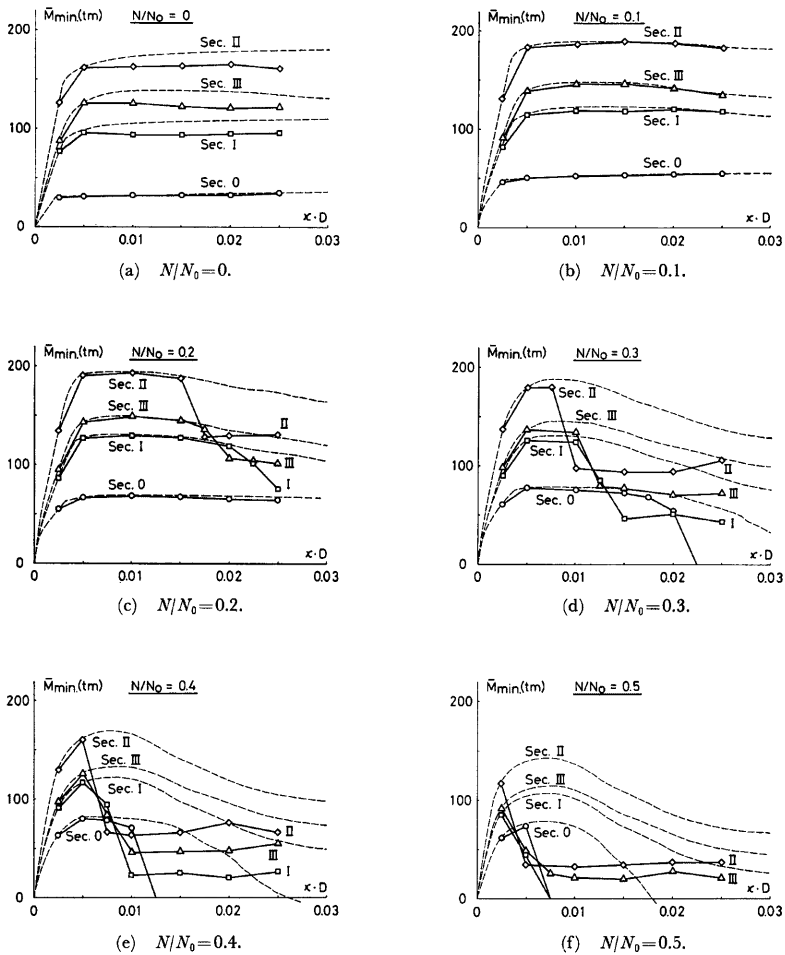 M̄min.(tm) N/N₀ = 0
200
Sec. II
Sec. III
100
Sec. I
Sec. 0
κ·D
0
0 0.01 0.02 0.03
(a) N/N₀=0.
M̄min.(tm) N/N₀ = 0.1
200
Sec. II
Sec. III
100
Sec. I
Sec. 0
κ·D
0
0 0.01 0.02 0.03
(b) N/N₀=0.1.
M̄min.(tm) N/N₀ = 0.2
200
Sec. II
Sec. III
II
Sec. I
100
III
I
Sec. 0
κ·D
0
0 0.01 0.02 0.03
(c) N/N₀=0.2.
M̄min.(tm) N/N₀ = 0.3
200
Sec. II
Sec. III
Sec. I
100
II
III
Sec. 0
I
κ·D
0
0 0.01 0.02 0.03
(d) N/N₀=0.3.
M̄min.(tm) N/N₀ = 0.4
200
Sec. II
Sec. III
Sec. I
100
Sec. 0
II
III
I
κ·D
0
0 0.01 0.02 0.03
(e) N/N₀=0.4.
M̄min.(tm) N/N₀ = 0.5
200
Sec. II
Sec. III
Sec. I
100
Sec. 0
II
III
κ·D
0
0 0.01 0.02 0.03
(f) N/N₀=0.5.